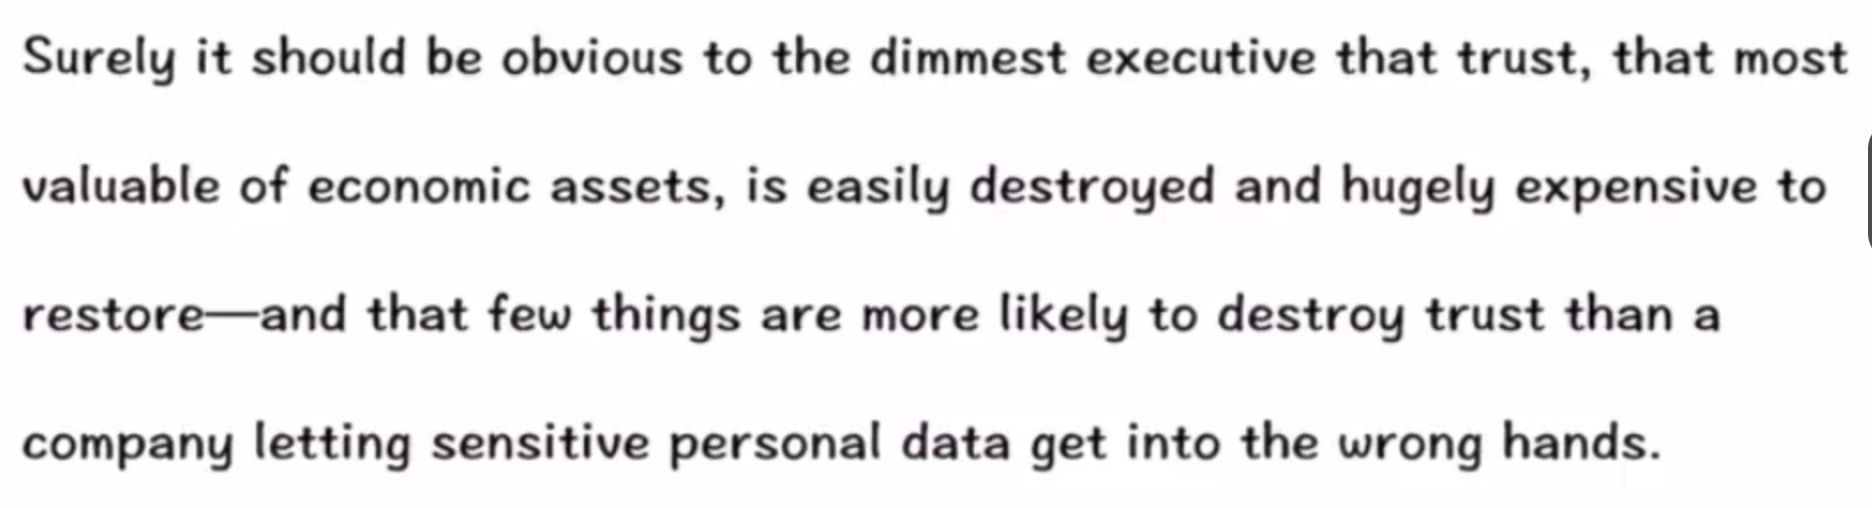 Surely it should be obvious to the dimmest executive that trust, that most
valuable of economic assets, is easily destroyed and hugely expensive to
restore—and that few things are more likely to destroy trust than a
company letting sensitive personal data get into the wrong hands.